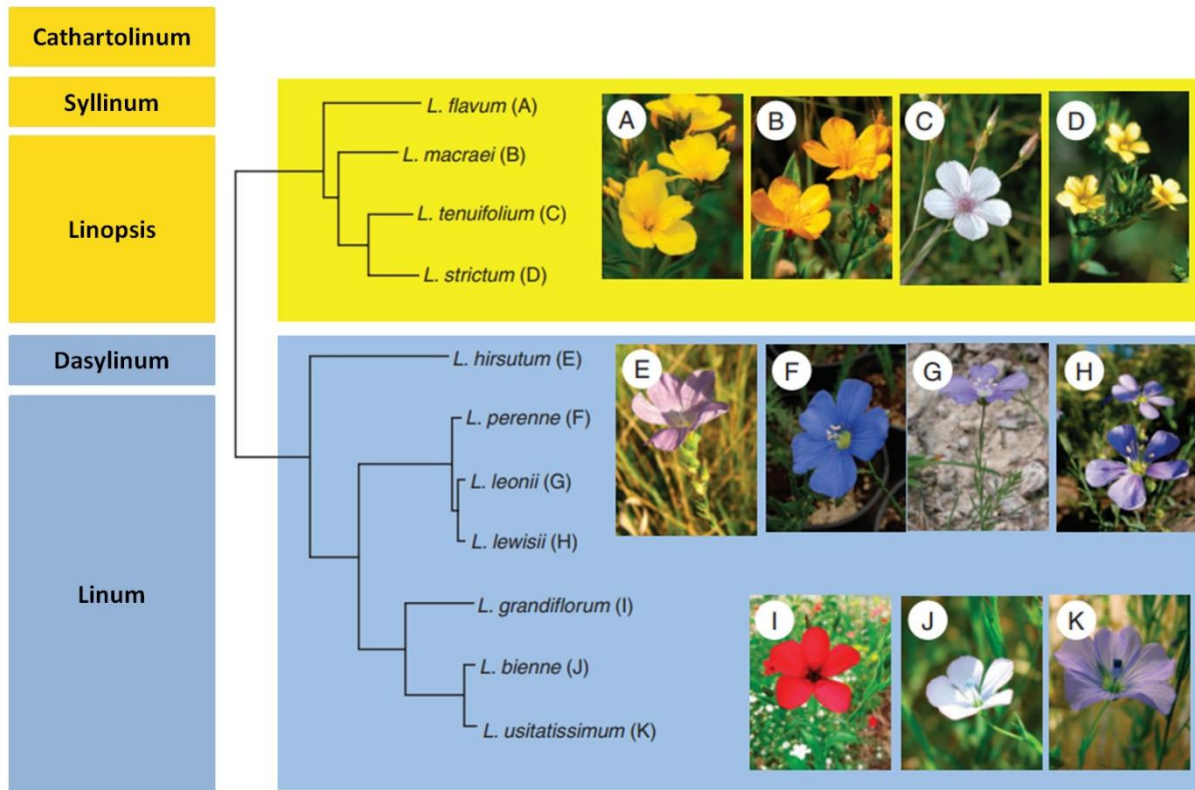 Cathartolinum
Syllinum
Linopsis
Dasylinum
Linum
L. flavum (A)
L. macraei (B)
L. tenuifolium (C)
L. strictum (D)
A
B
C
D
L. hirsutum (E)
L. perenne (F)
L. leonii (G)
L. lewisii (H)
L. grandiflorum (I)
L. bienne (J)
L. usitatissimum (K)
E
F
G
H
I
J
K